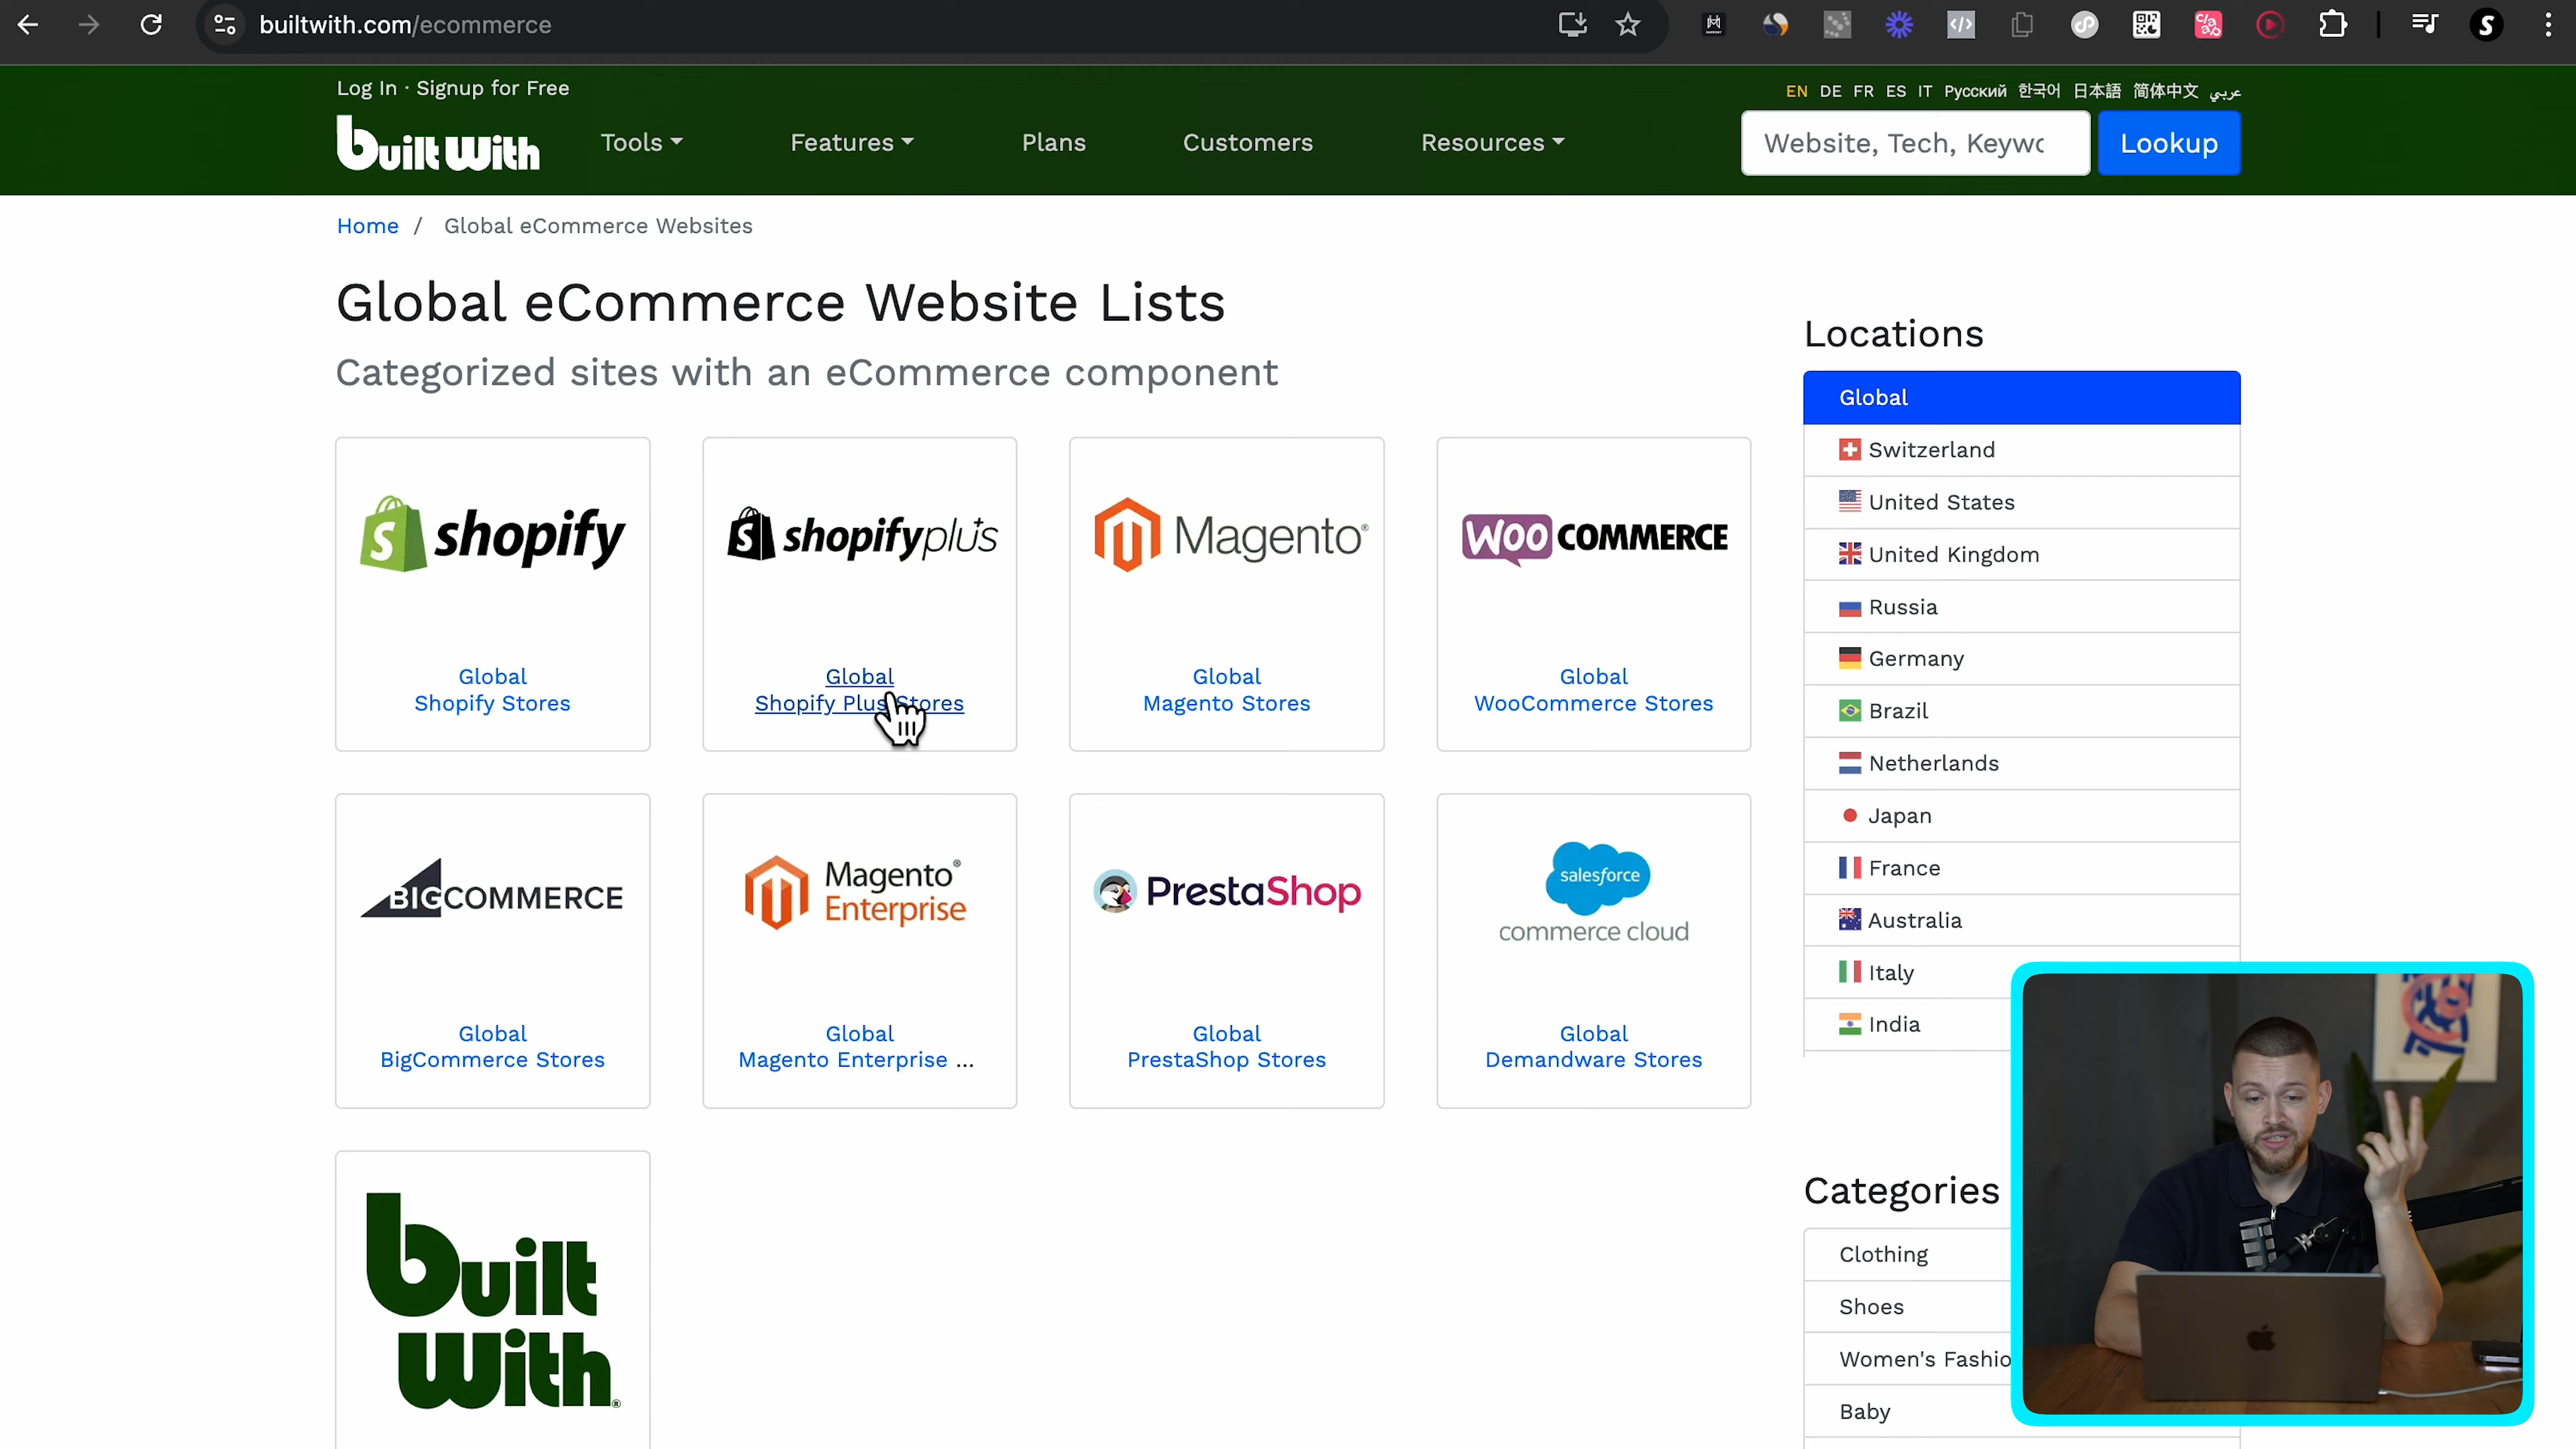 builtwith.com/ecommerce
Log In · Signup for Free
EN DE FR ES IT Русский 한국어 日本語 简体中文 عربي
built with
Tools
Features
Plans
Customers
Resources
Website, Tech, Keywo
Lookup
Home / Global eCommerce Websites
Global eCommerce Website Lists
Categorized sites with an eCommerce component
shopify
Global
Shopify Stores
shopifyplus
Global
Shopify Plus Stores
Magento
Global
Magento Stores
WOO COMMERCE
Global
WooCommerce Stores
BIGCOMMERCE
Global
BigCommerce Stores
Magento®
Enterprise
Global
Magento Enterprise ...
PrestaShop
Global
PrestaShop Stores
salesforce
commerce cloud
Global
Demandware Stores
built
with®
Locations
Global
Switzerland
United States
United Kingdom
Russia
Germany
Brazil
Netherlands
Japan
France
Australia
Italy
India
Categories
Clothing
Shoes
Women's Fashio
Baby